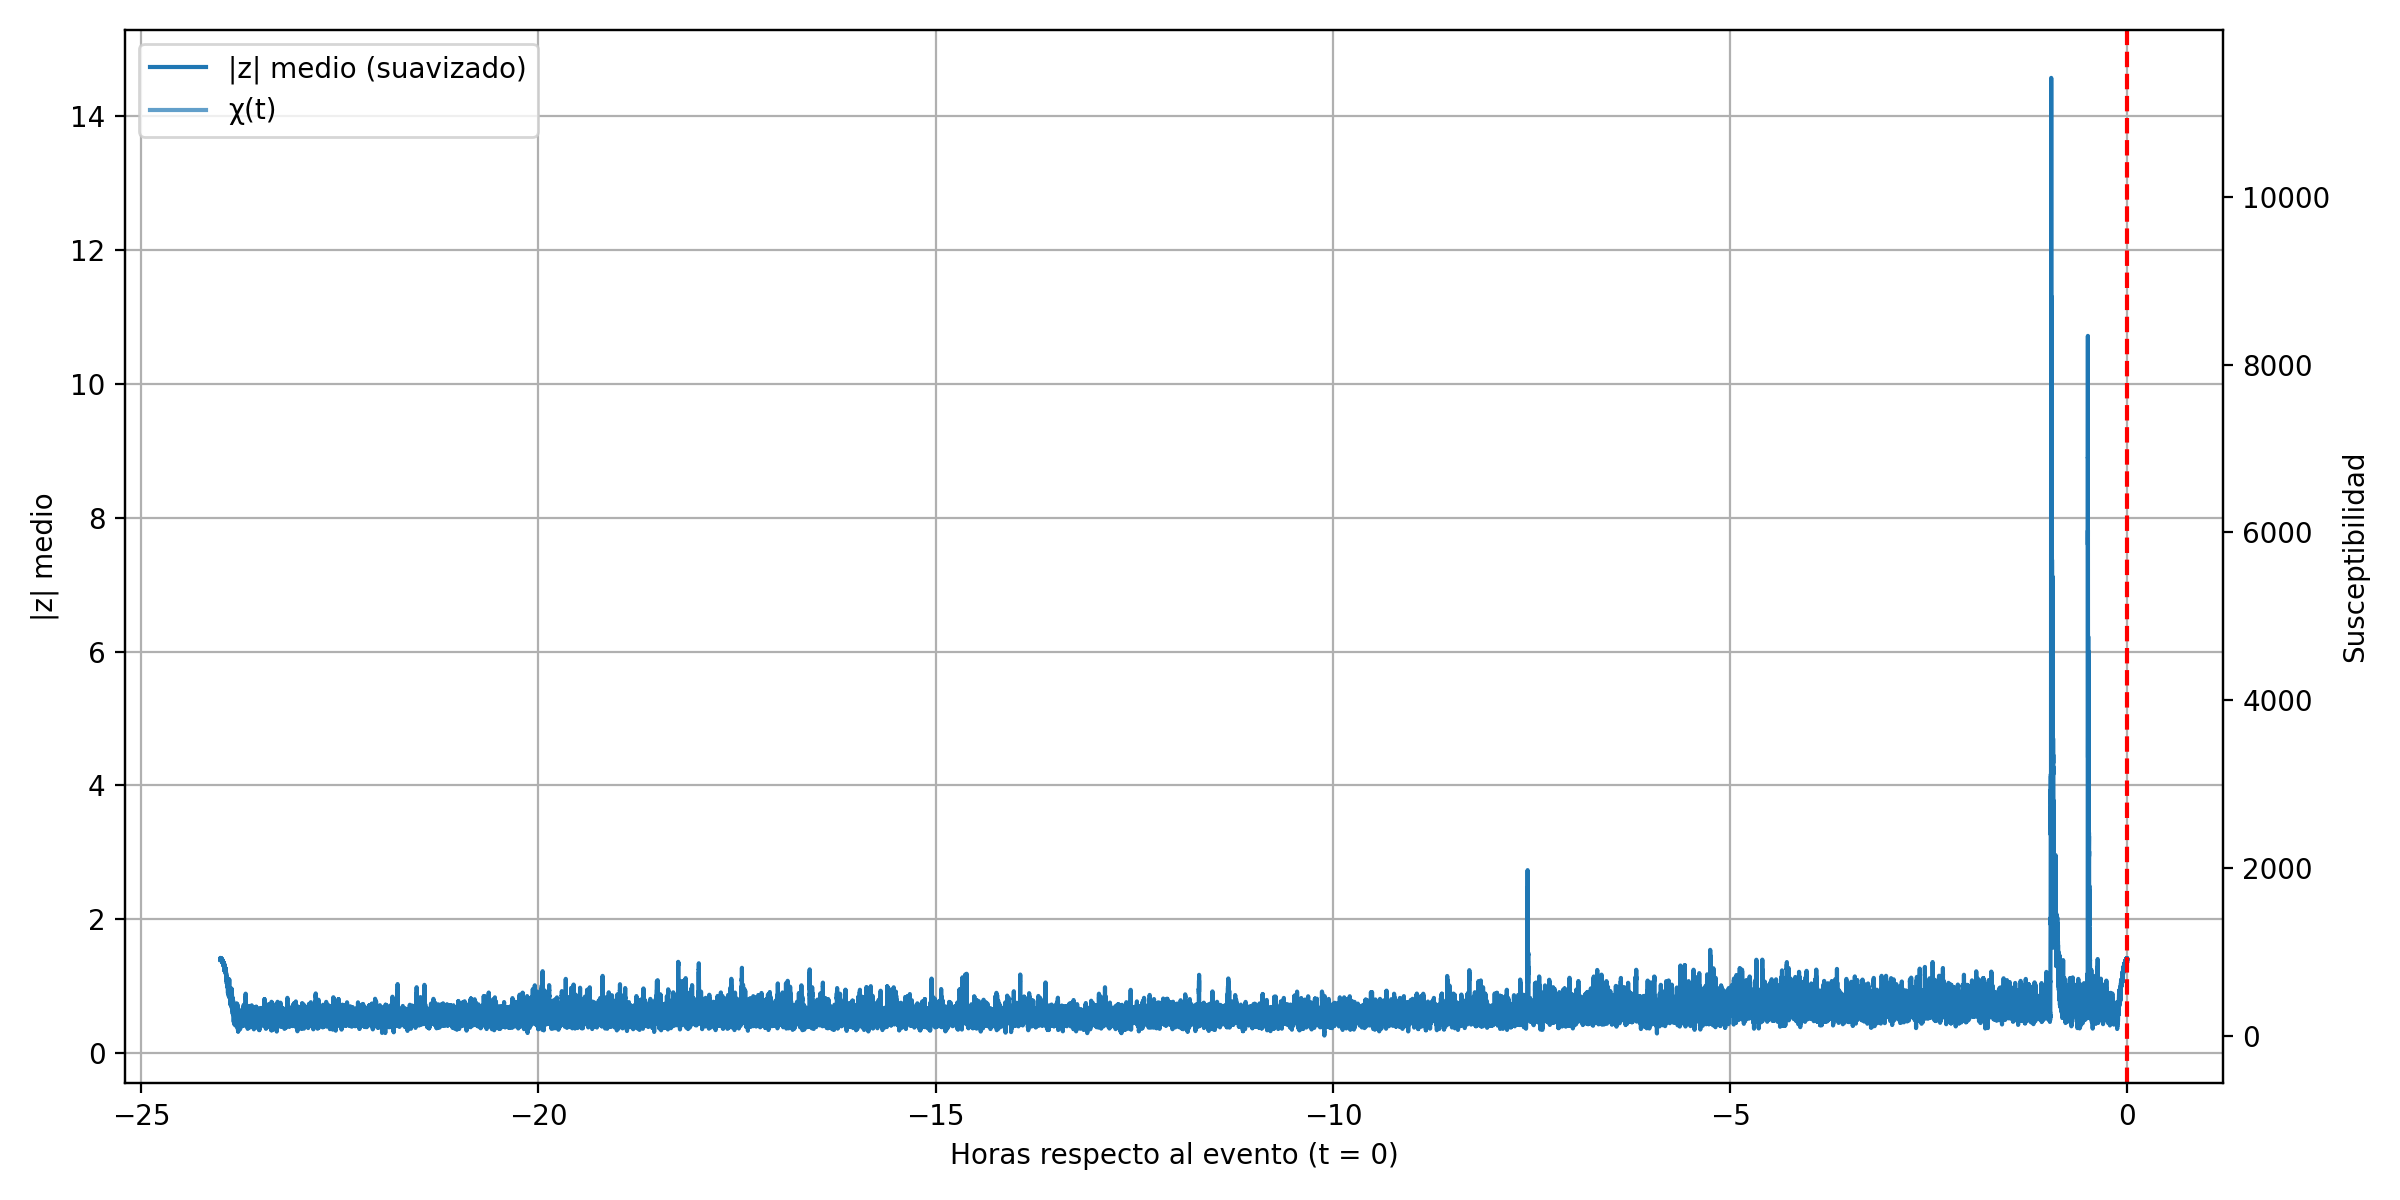 |z| medio (suavizado)
χ(t)
14
12
10
8
6
4
2
0
|z| medio
10000
8000
6000
4000
2000
0
Susceptibilidad
−25 −20 −15 −10 −5 0
Horas respecto al evento (t = 0)